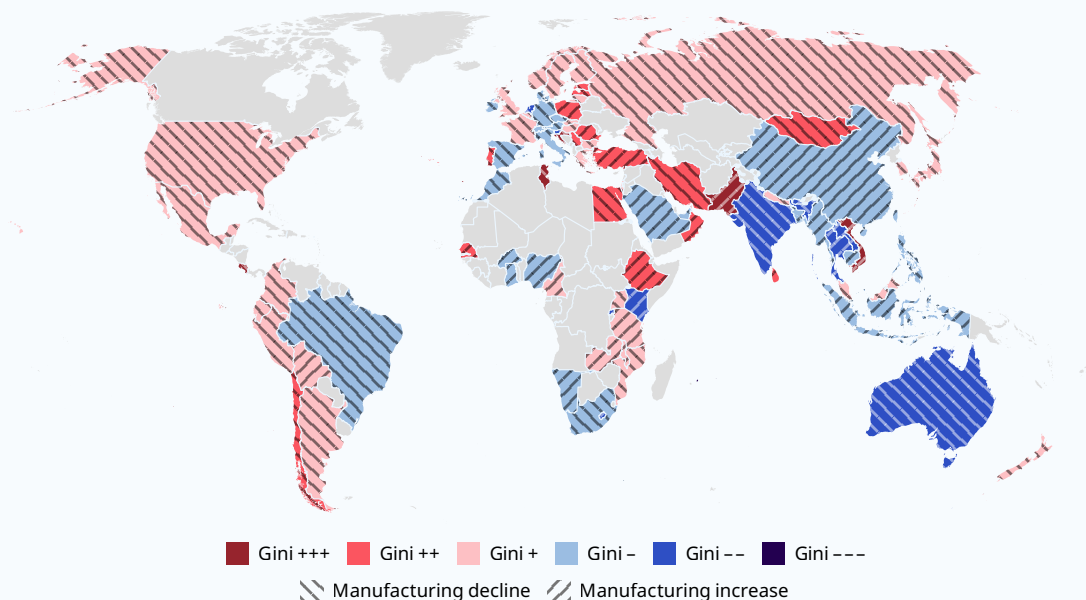 Gini +++ Gini ++ Gini + Gini – Gini – – Gini – – –
Manufacturing decline Manufacturing increase